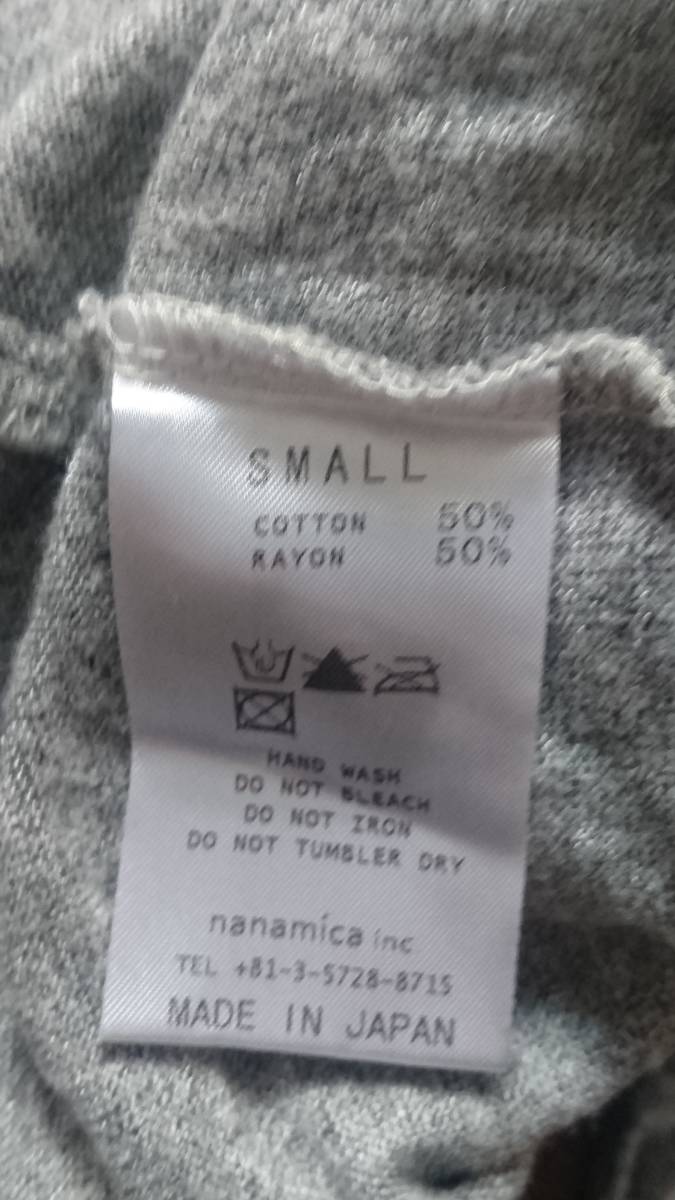 SMALL
COTTON 50%
RAYON 50%
HAND WASH
DO NOT BLEACH
DO NOT IRON
DO NOT TUMBLER DRY
nanamica inc
TEL +81-3-5728-8715
MADE IN JAPAN